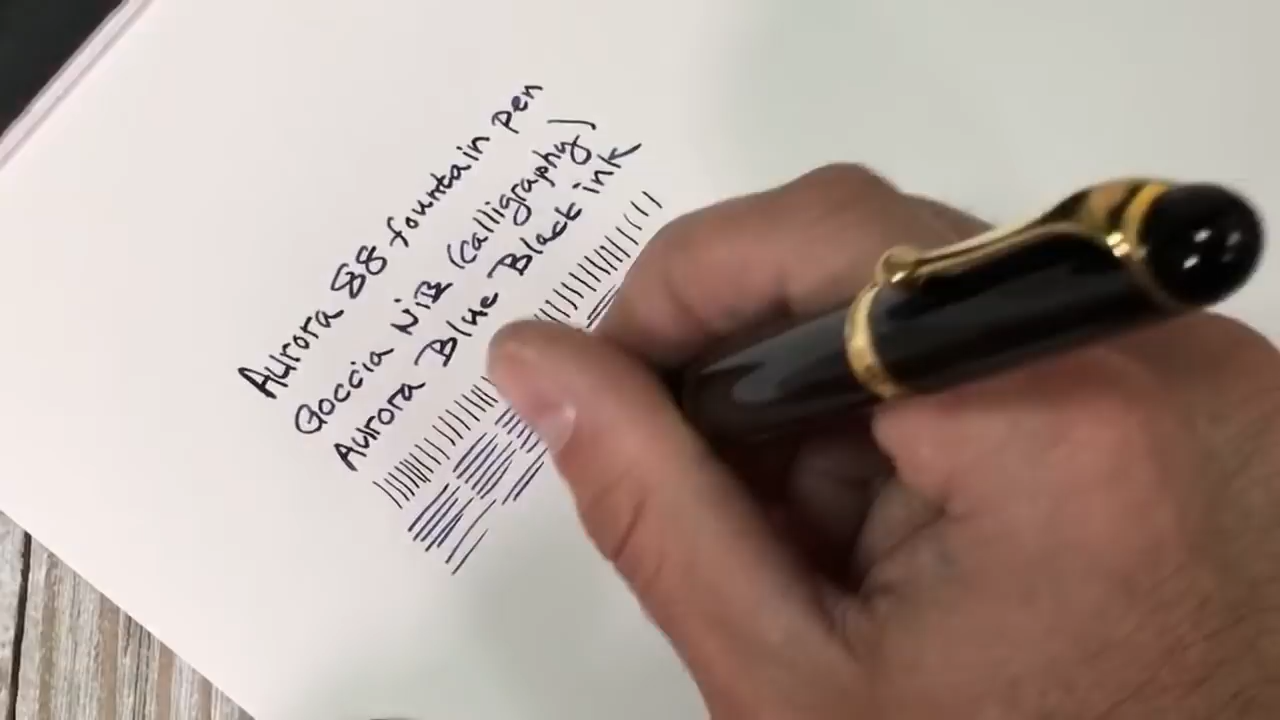 Aurora 88 fountain pen
Goccia NiB (calligraphy)
Aurora Blue Black ink